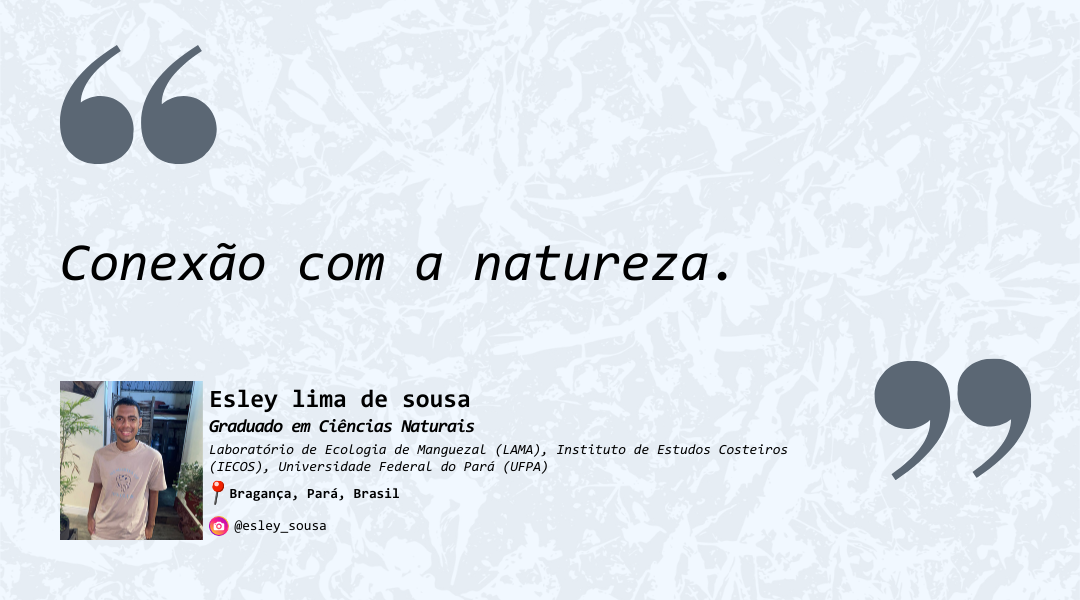 “
Conexão com a natureza.
”
Esley lima de sousa
Graduado em Ciências Naturais
Laboratório de Ecologia de Manguezal (LAMA), Instituto de Estudos Costeiros
(IECOS), Universidade Federal do Pará (UFPA)
Bragança, Pará, Brasil
@esley_sousa